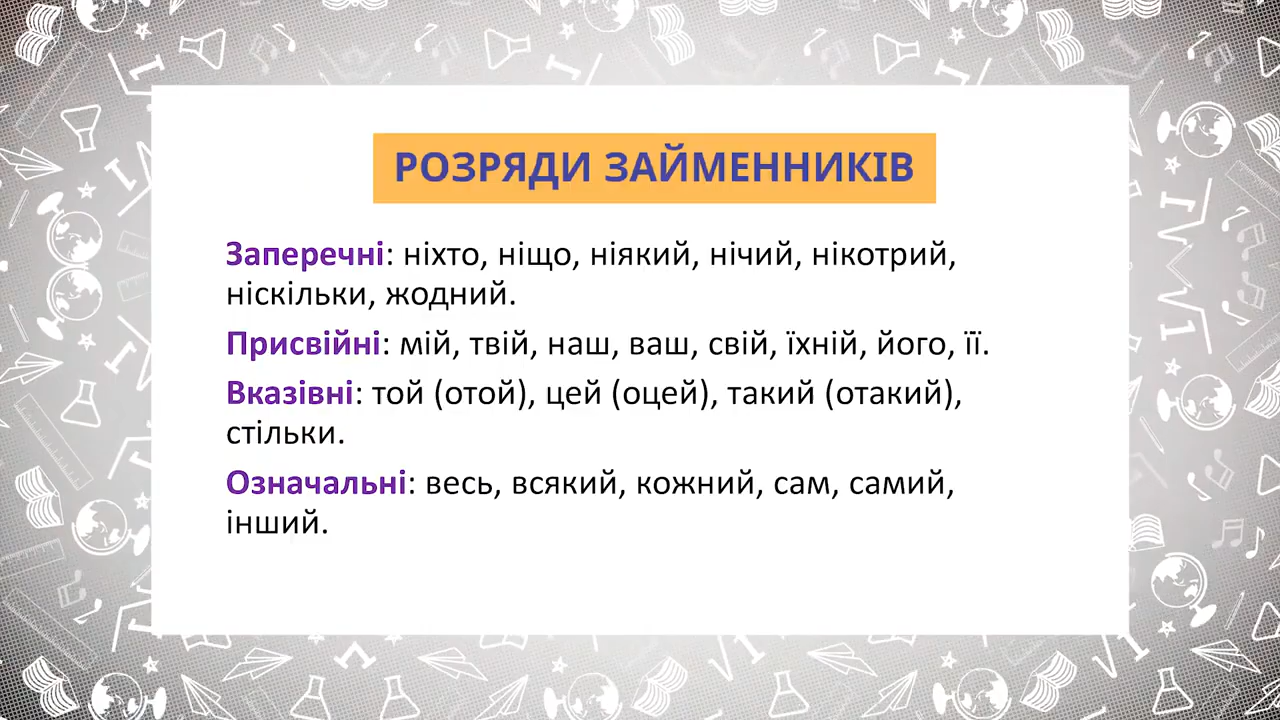 РОЗРЯДИ ЗАЙМЕННИКІВ
Заперечні: ніхто, ніщо, ніякий, нічий, нікотрий,
ніскільки, жодний.
Присвійні: мій, твій, наш, ваш, свій, їхній, його, її.
Вказівні: той (отой), цей (оцей), такий (отакий),
стільки.
Означальні: весь, всякий, кожний, сам, самий,
інший.